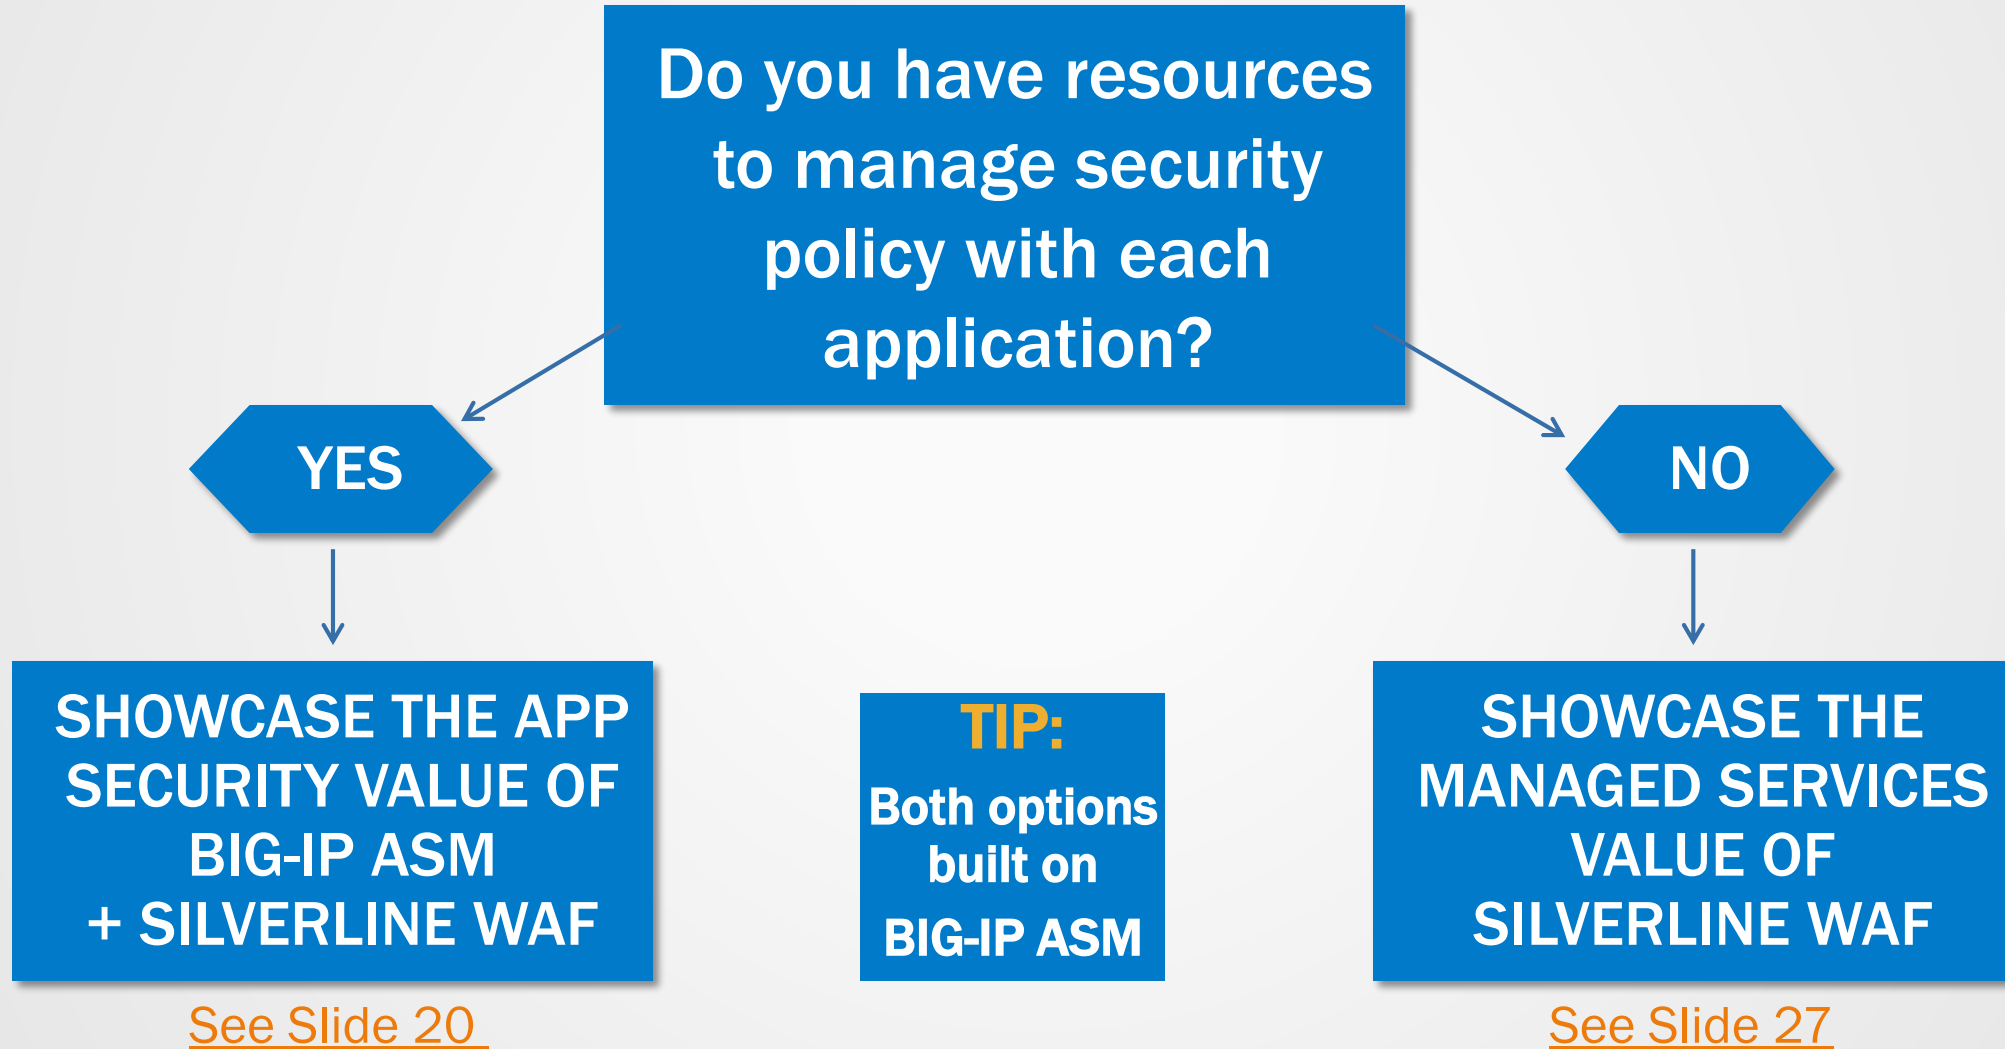 Do you have resources
to manage security
policy with each
application?
YES
NO
SHOWCASE THE APP
SECURITY VALUE OF
BIG-IP ASM
+ SILVERLINE WAF
See Slide 20
TIP:
Both options
built on
BIG-IP ASM
SHOWCASE THE
MANAGED SERVICES
VALUE OF
SILVERLINE WAF
See Slide 27